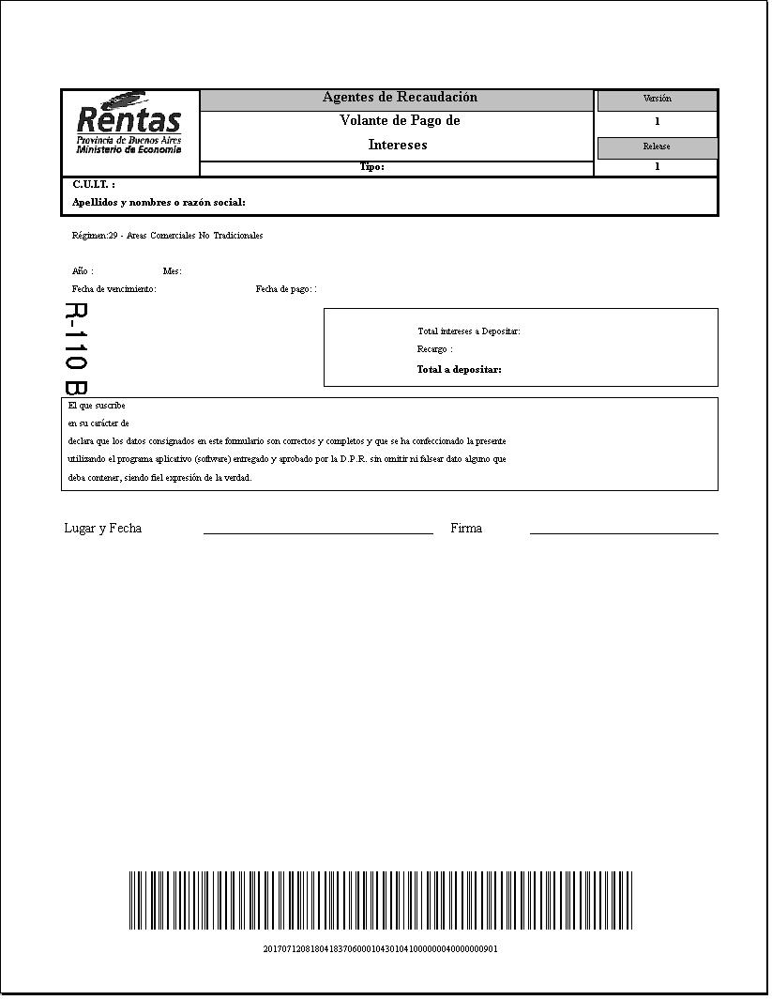 Rentas
Provincia de Buenos Aires
Ministerio de Economía
Agentes de Recaudación
Volante de Pago de
Intereses
Tipo:
Versión
1
Release
1
C.U.I.T. :
Apellidos y nombres o razón social:
Régimen:29 - Areas Comerciales No Tradicionales
Año : Mes:
Fecha de vencimiento: Fecha de pago: :
R-110 B
Total intereses a Depositar:
Recargo :
Total a depositar:
El que suscribe
en su carácter de
declara que los datos consignados en este formulario son correctos y completos y que se ha confeccionado la presente
utilizando el programa aplicativo (software) entregado y aprobado por la D.P.R. sin omitir ni falsear dato alguno que
deba contener, siendo fiel expresión de la verdad.
Lugar y Fecha Firma
20170712081804183706000104301041000000040000000901